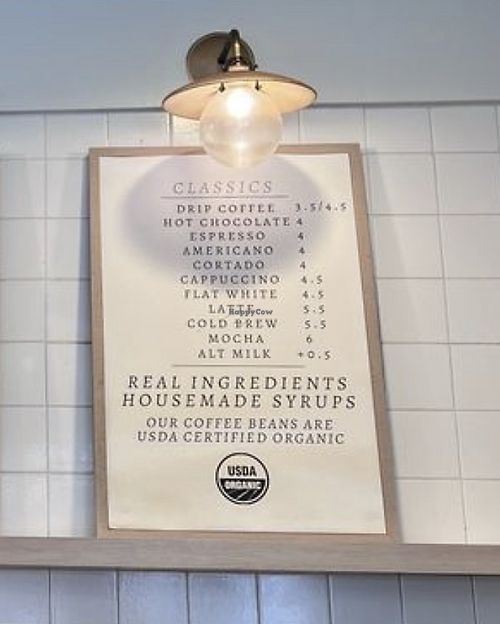 CLASSICS
DRIP COFFEE 3.5/4.5
HOT CHOCOLATE 4
ESPRESSO 4
AMERICANO 4
CORTADO 4
CAPPUCCINO 4.5
FLAT WHITE 4.5
LATTE 5.5
HappyCow
COLD BREW 5.5
MOCHA 6
ALT MILK +0.5
REAL INGREDIENTS
HOUSEMADE SYRUPS
OUR COFFEE BEANS ARE
USDA CERTIFIED ORGANIC
USDA
ORGANIC